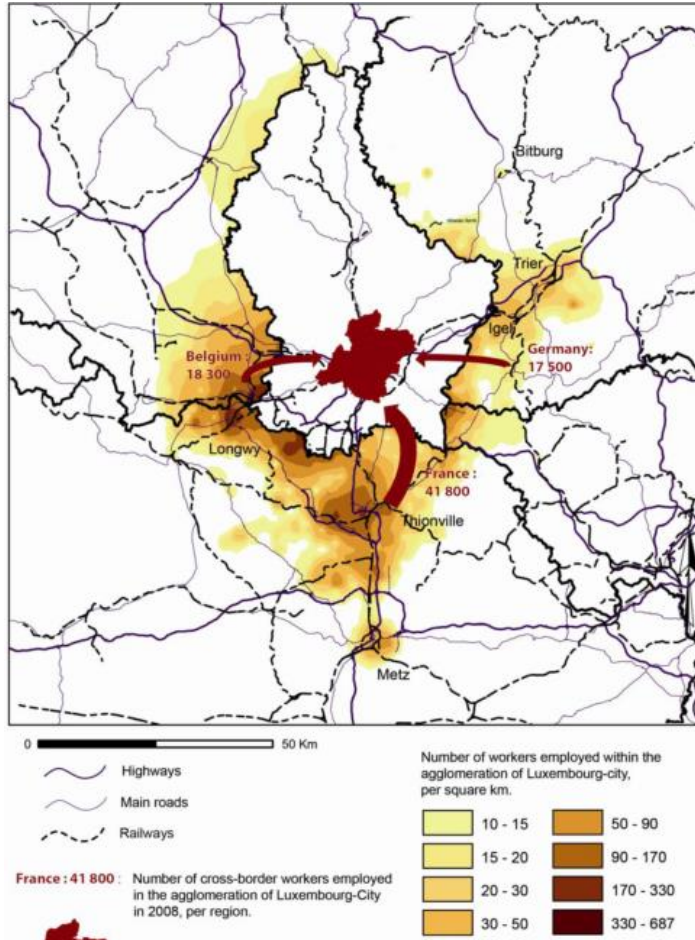 Bitburg
Trier
Igel
Belgium :
18 300
Germany:
17 500
Longwy
France :
41 800
Thionville
Metz
0 50 Km
Highways
Main roads
Railways
France : 41 800 : Number of cross-border workers employed
in the agglomeration of Luxembourg-City
in 2008, per region.
Number of workers employed within the
agglomeration of Luxembourg-city,
per square km.
10 - 15 50 - 90
15 - 20 90 - 170
20 - 30 170 - 330
30 - 50 330 - 687